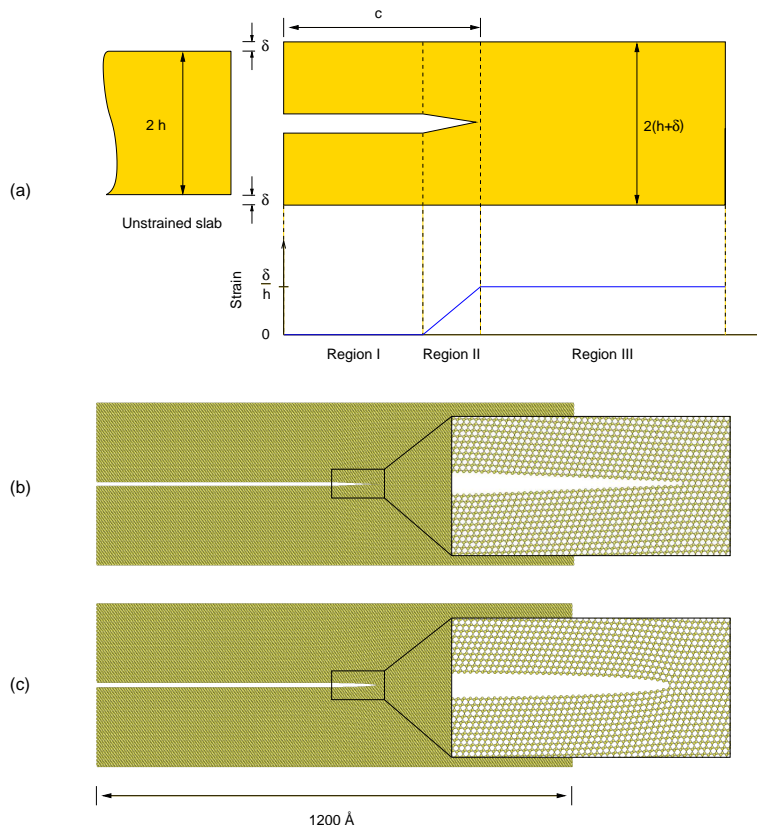 c
δ
2 h
2(h+δ)
(a)
δ
Unstrained slab
Strain
δ
h
0
Region I
Region II
Region III
(b)
(c)
1200 Å